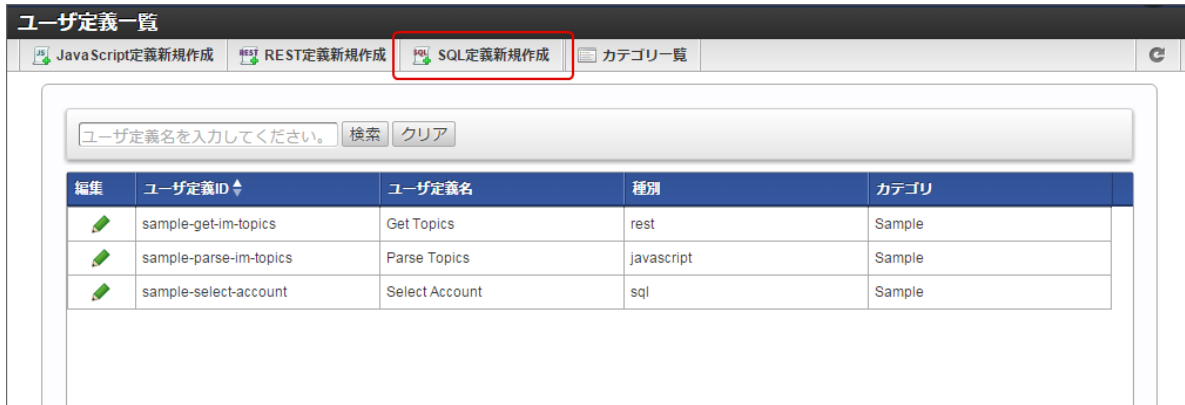 ユーザ定義一覧
JavaScript定義新規作成 REST定義新規作成 SQL定義新規作成 カテゴリ一覧
ユーザ定義名を入力してください。 検索 クリア
編集 ユーザ定義ID ユーザ定義名 種別 カテゴリ
sample-get-im-topics Get Topics rest Sample
sample-parse-im-topics Parse Topics javascript Sample
sample-select-account Select Account sql Sample